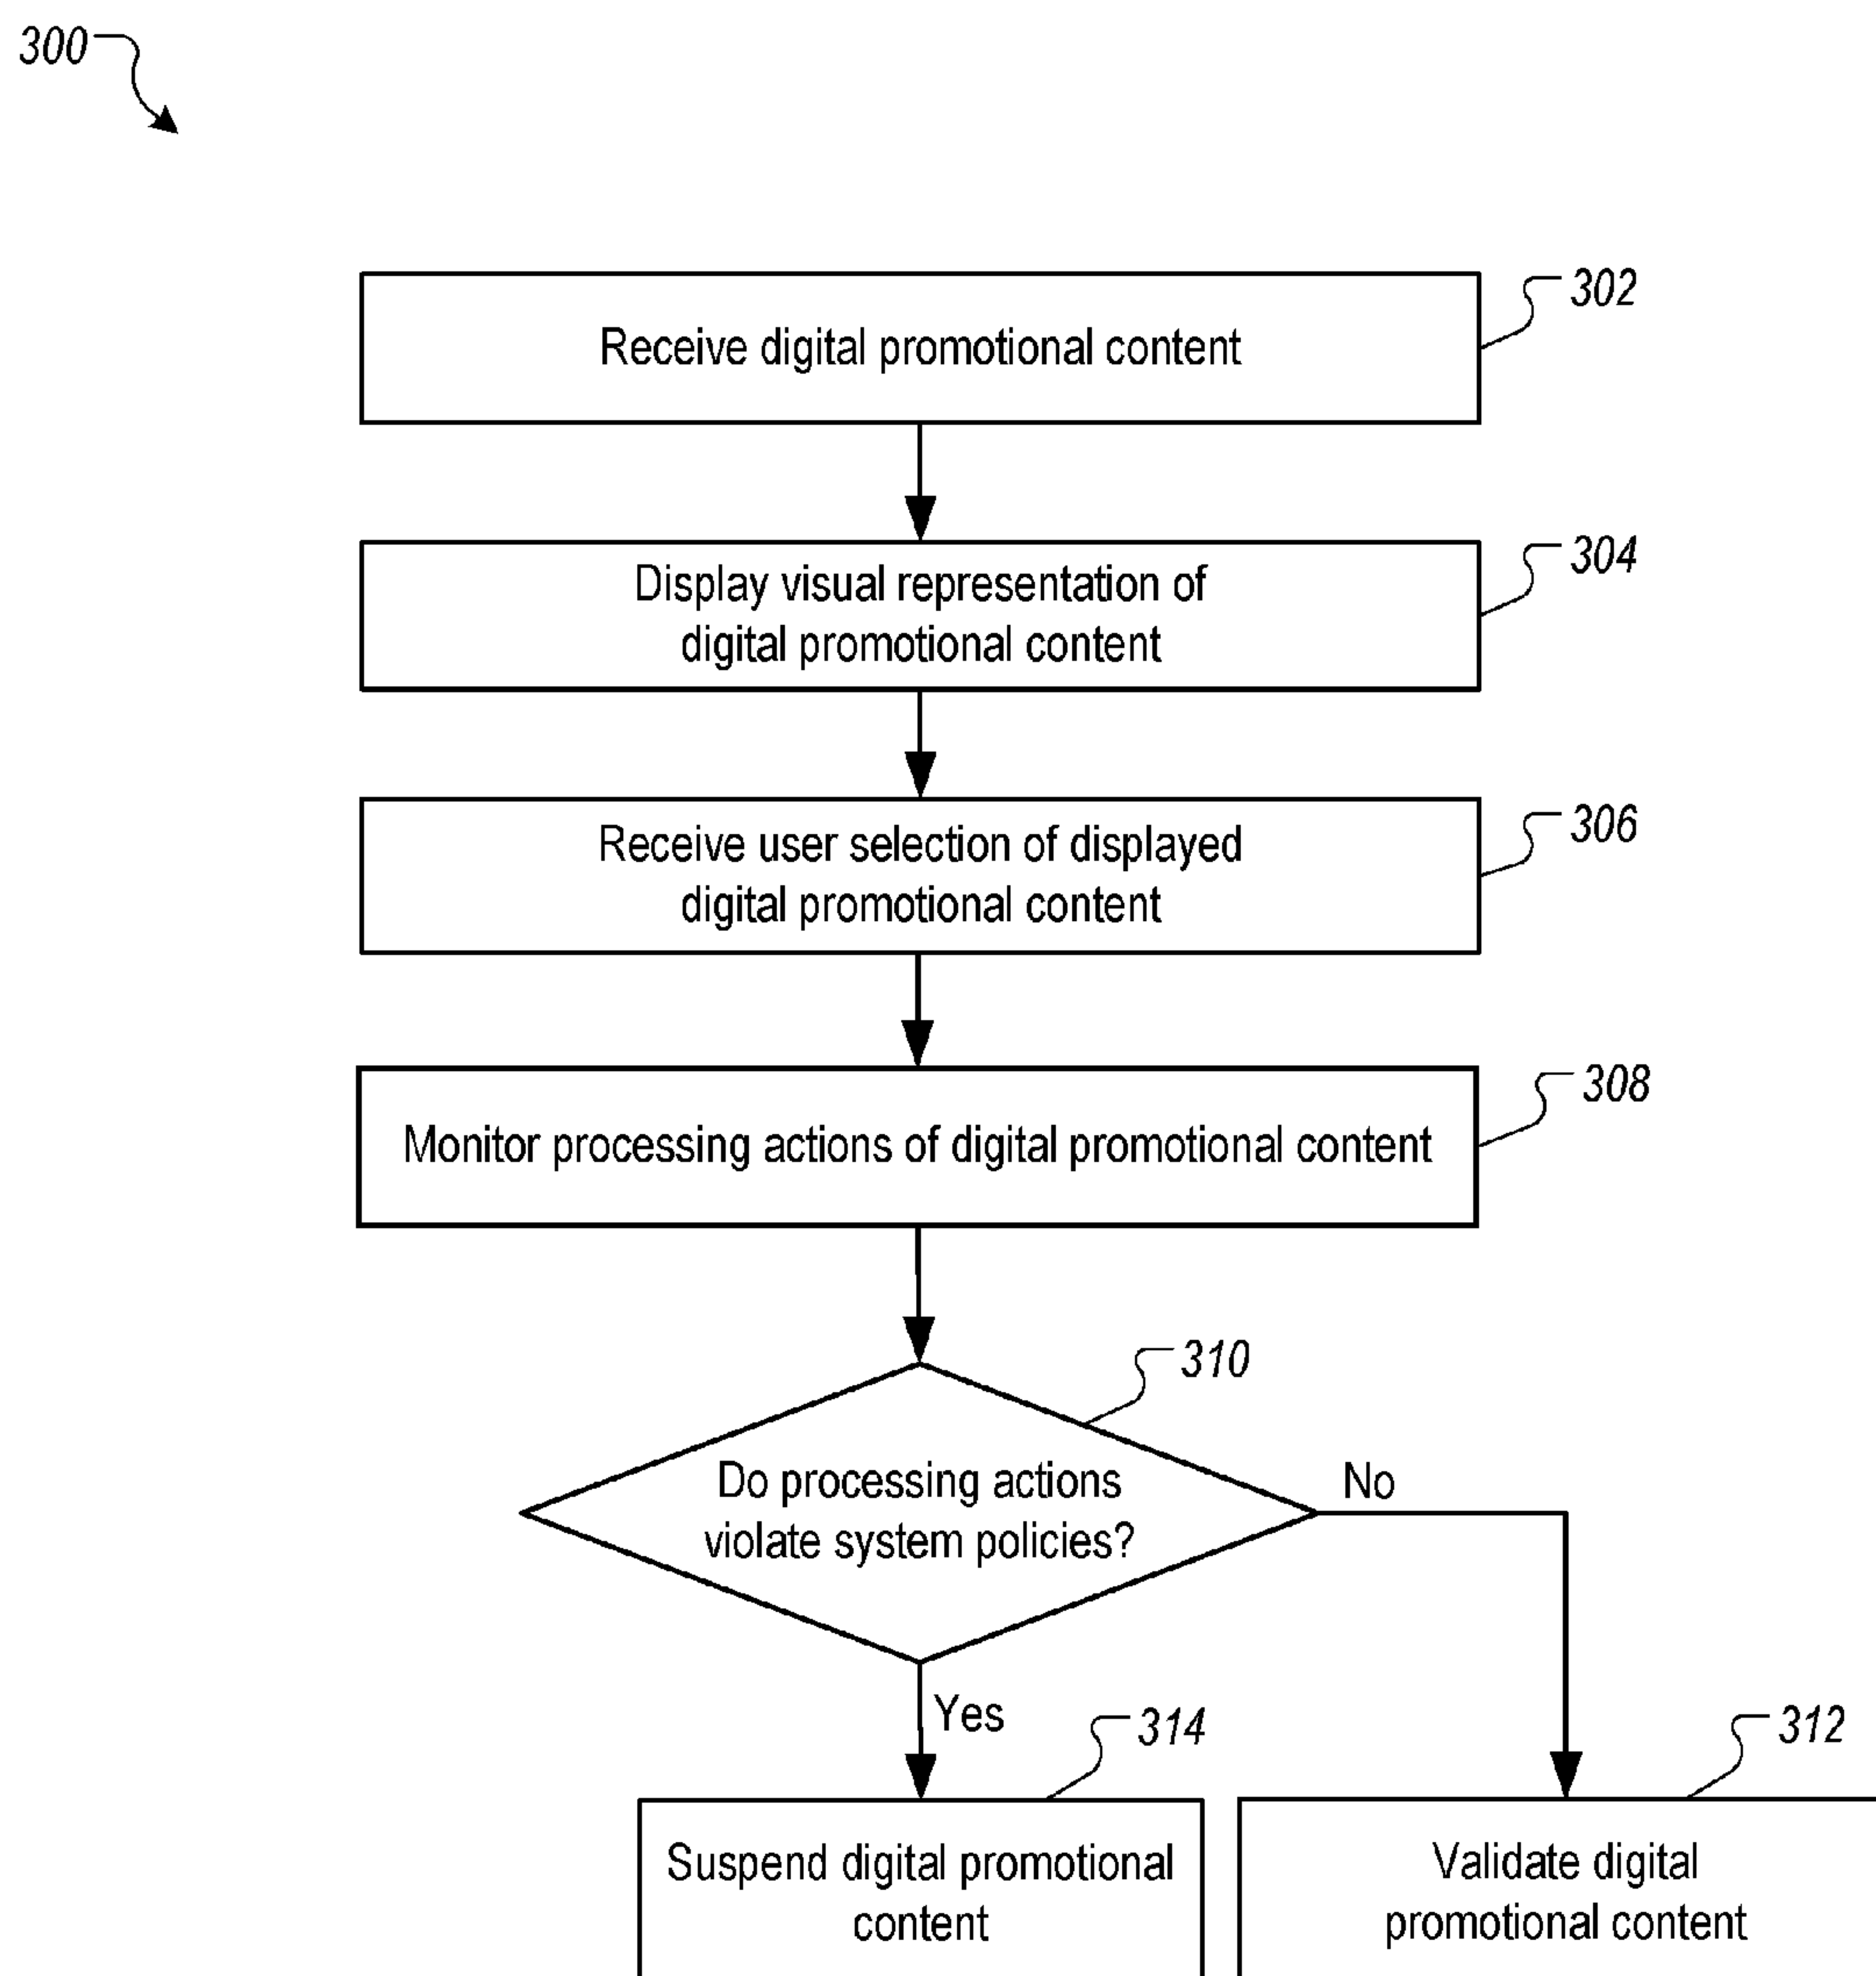 300
302
Receive digital promotional content
304
Display visual representation of
digital promotional content
306
Receive user selection of displayed
digital promotional content
308
Monitor processing actions of digital promotional content
310
Do processing actions
violate system policies?
No
Yes
314
312
Suspend digital promotional
content
Validate digital
promotional content